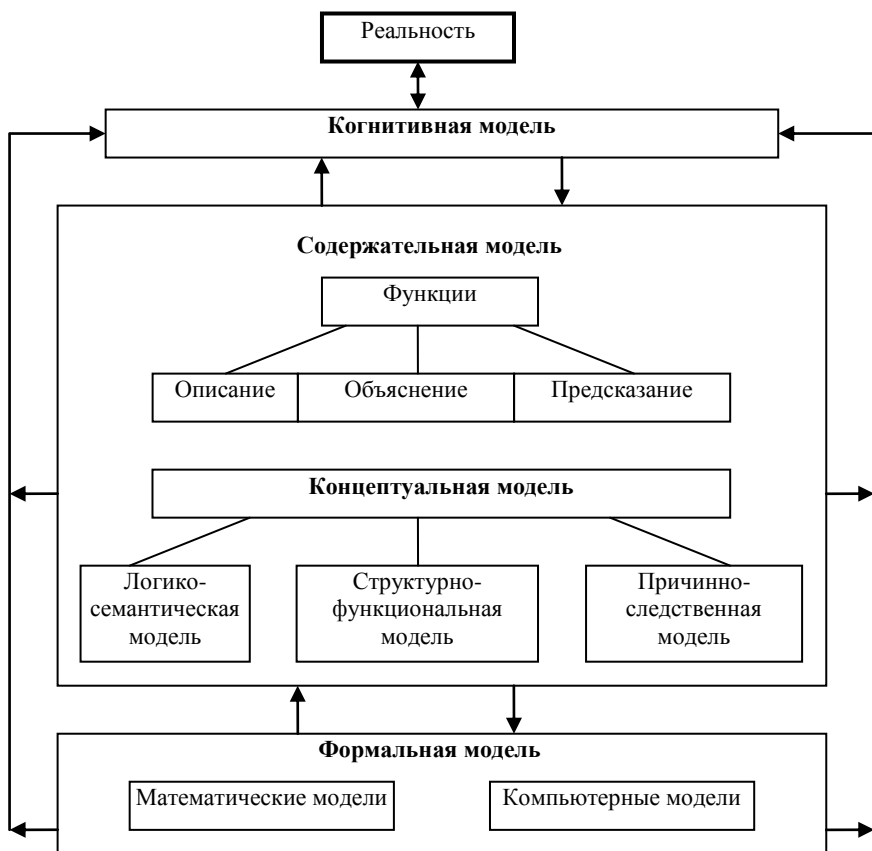 Реальность
Когнитивная модель
Содержательная модель
Функции
Описание
Объяснение
Предсказание
Концептуальная модель
Логико-
семантическая
модель
Структурно-
функциональная
модель
Причинно-
следственная
модель
Формальная модель
Математические модели
Компьютерные модели